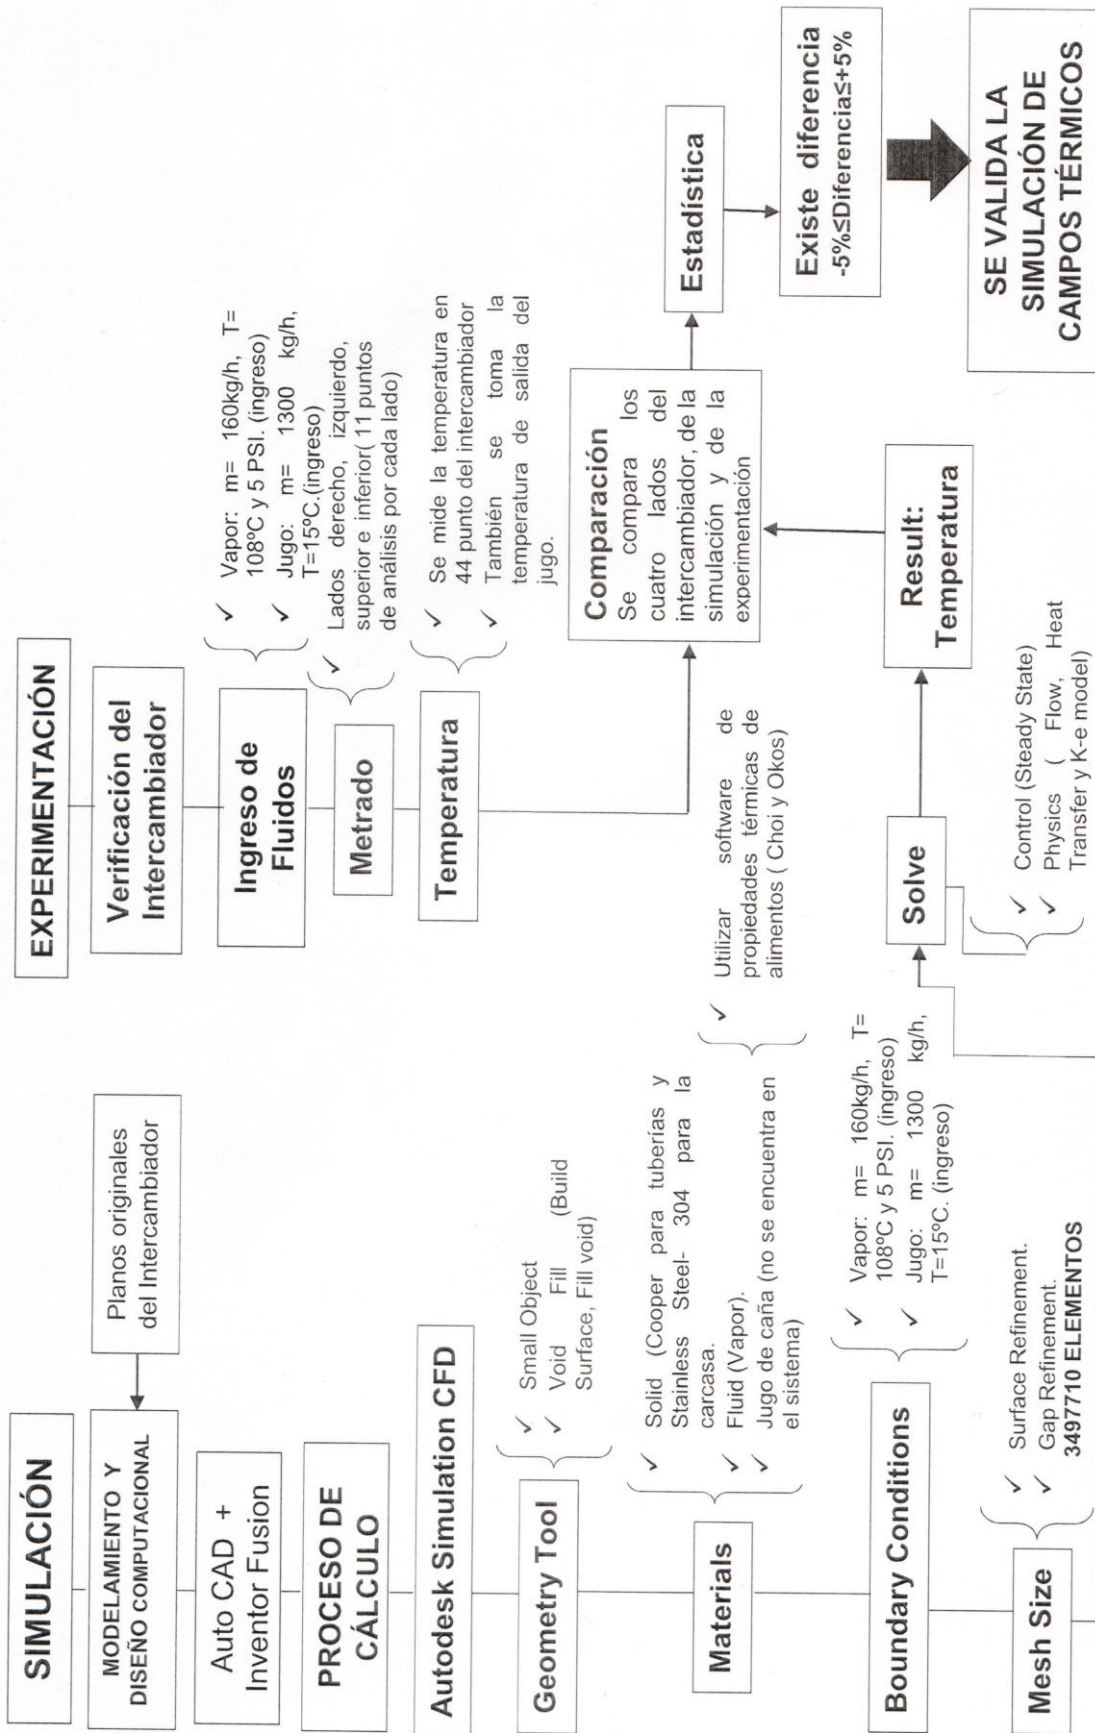 SIMULACIÓN
MODELAMIENTO Y
DISEÑO COMPUTACIONAL
Planos originales
del Intercambiador
Auto CAD +
Inventor Fusion
PROCESO DE
CÁLCULO
Autodesk Simulation CFD
Geometry Tool
✓ Small Object
✓ Void Fill (Build
Surface, Fill void)
Materials
✓ Solid (Cooper para tuberías y
Stainless Steel- 304 para la
carcasa.
✓ Fluid (Vapor).
✓ Jugo de caña (no se encuentra en
el sistema)
✓ Utilizar software de
propiedades térmicas de
alimentos ( Choi y Okos)
Boundary Conditions
✓ Vapor: m= 160kg/h, T=
108ºC y 5 PSI. (ingreso)
✓ Jugo: m= 1300 kg/h,
T=15ºC. (ingreso)
Mesh Size
✓ Surface Refinement.
✓ Gap Refinement.
3497710 ELEMENTOS
Solve
✓ Control (Steady State)
✓ Physics ( Flow, Heat
Transfer y K-e model)
Result:
Temperatura
EXPERIMENTACIÓN
Verificación del
Intercambiador
Ingreso de
Fluidos
✓ Vapor: m= 160kg/h, T=
108ºC y 5 PSI. (ingreso)
✓ Jugo: m= 1300 kg/h,
T=15ºC.(ingreso)
Metrado
✓ Lados derecho, izquierdo,
superior e inferior( 11 puntos
de análisis por cada lado)
Temperatura
✓ Se mide la temperatura en
44 punto del intercambiador
✓ También se toma la
temperatura de salida del
jugo.
Comparación
Se compara los
cuatro lados del
intercambiador, de la
simulación y de la
experimentación
Estadística
Existe diferencia
-5%≤Diferencia≤+5%
SE VALIDA LA
SIMULACIÓN DE
CAMPOS TÉRMICOS